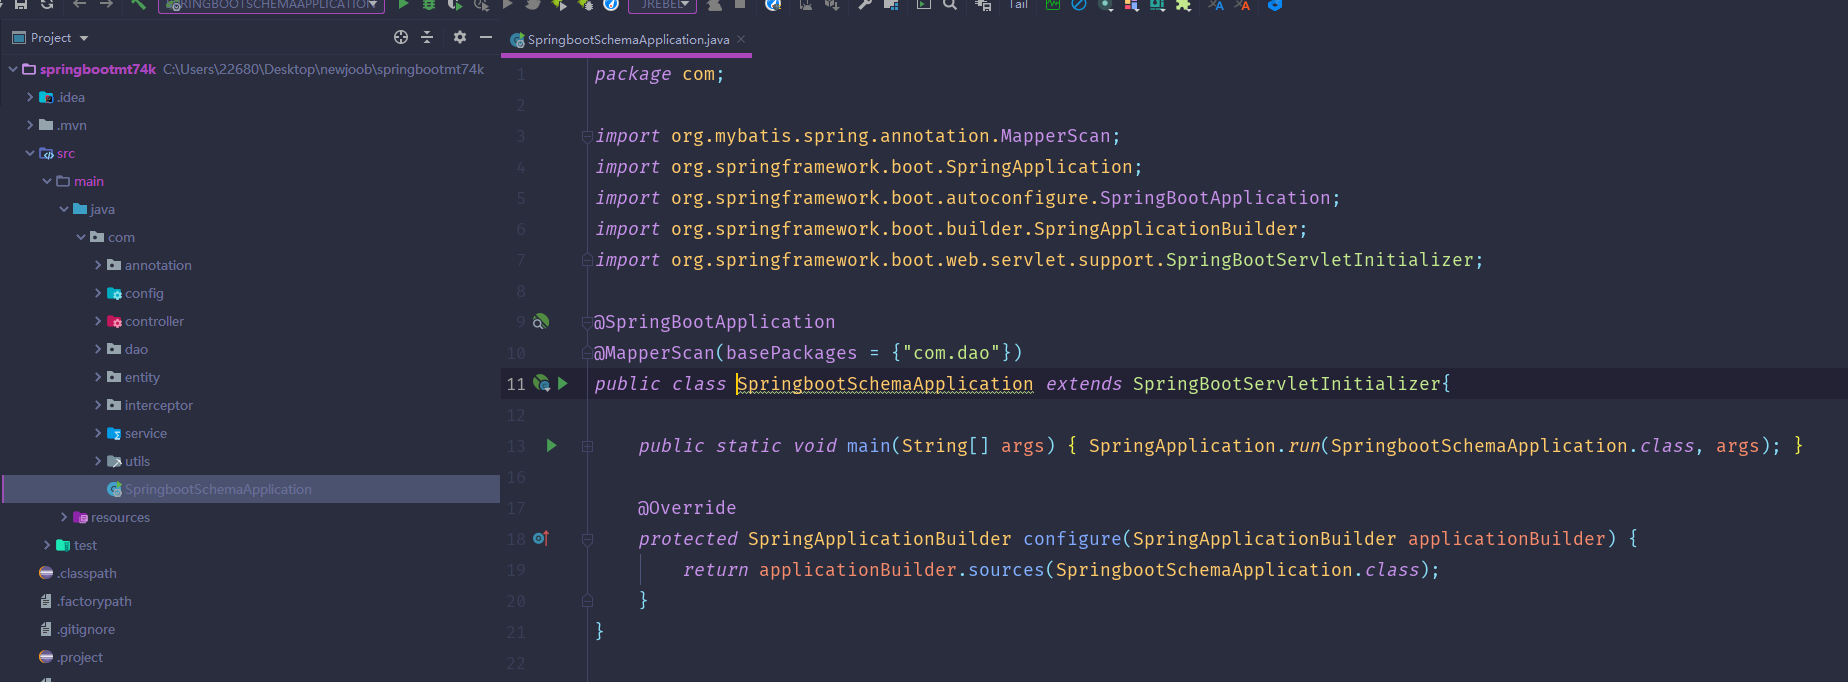 SPRINGBOOTSCHEMAAPPLICATION
JREBEL
Tail
Project
SpringbootSchemaApplication.java
springbootmt74k C:\Users\22680\Desktop\newjoob\springbootmt74k
.idea
.mvn
src
main
java
com
annotation
config
controller
dao
entity
interceptor
service
utils
SpringbootSchemaApplication
resources
test
.classpath
.factorypath
.gitignore
.project
1 package com;
2
3 import org.mybatis.spring.annotation.MapperScan;
4 import org.springframework.boot.SpringApplication;
5 import org.springframework.boot.autoconfigure.SpringBootApplication;
6 import org.springframework.boot.builder.SpringApplicationBuilder;
7 import org.springframework.boot.web.servlet.support.SpringBootServletInitializer;
8
9 @SpringBootApplication
10 @MapperScan(basePackages = {"com.dao"})
11 public class SpringbootSchemaApplication extends SpringBootServletInitializer{
12
13 public static void main(String[] args) { SpringApplication.run(SpringbootSchemaApplication.class, args); }
16
17 @Override
18 protected SpringApplicationBuilder configure(SpringApplicationBuilder applicationBuilder) {
19 return applicationBuilder.sources(SpringbootSchemaApplication.class);
20 }
21 }
22